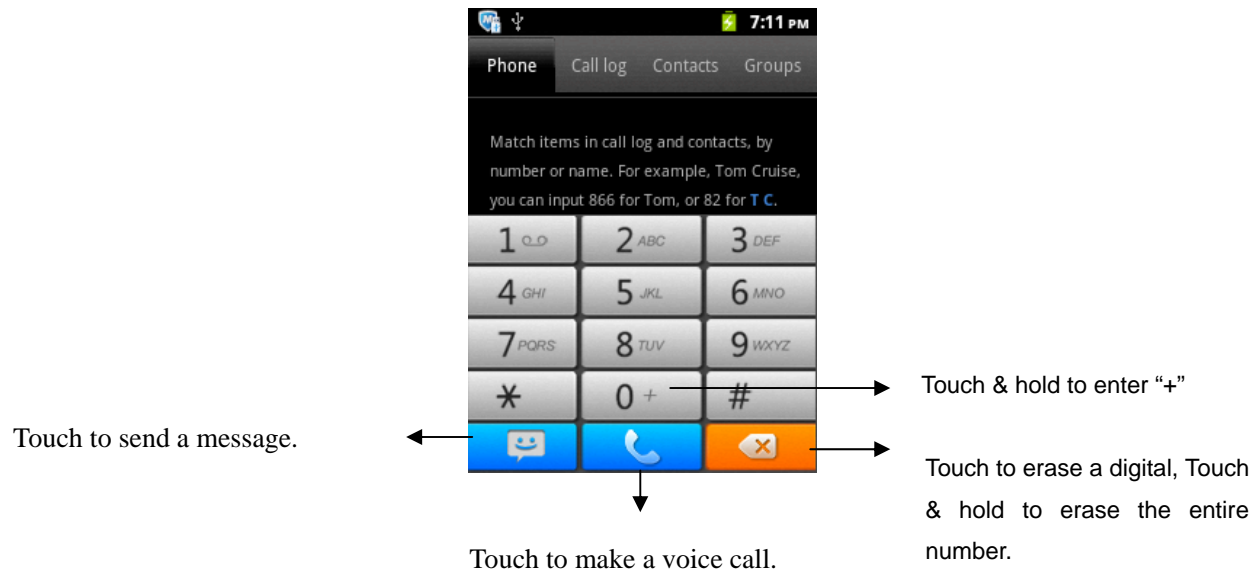 7:11 PM
Phone Call log Contacts Groups
Match items in call log and contacts, by
number or name. For example, Tom Cruise,
you can input 866 for Tom, or 82 for T C.
1 2 ABC 3 DEF
4 GHI 5 JKL 6 MNO
7 PQRS 8 TUV 9 WXYZ
* 0 + #
Touch & hold to enter “+”
Touch to send a message.
Touch to erase a digital, Touch
& hold to erase the entire
number.
Touch to make a voice call.